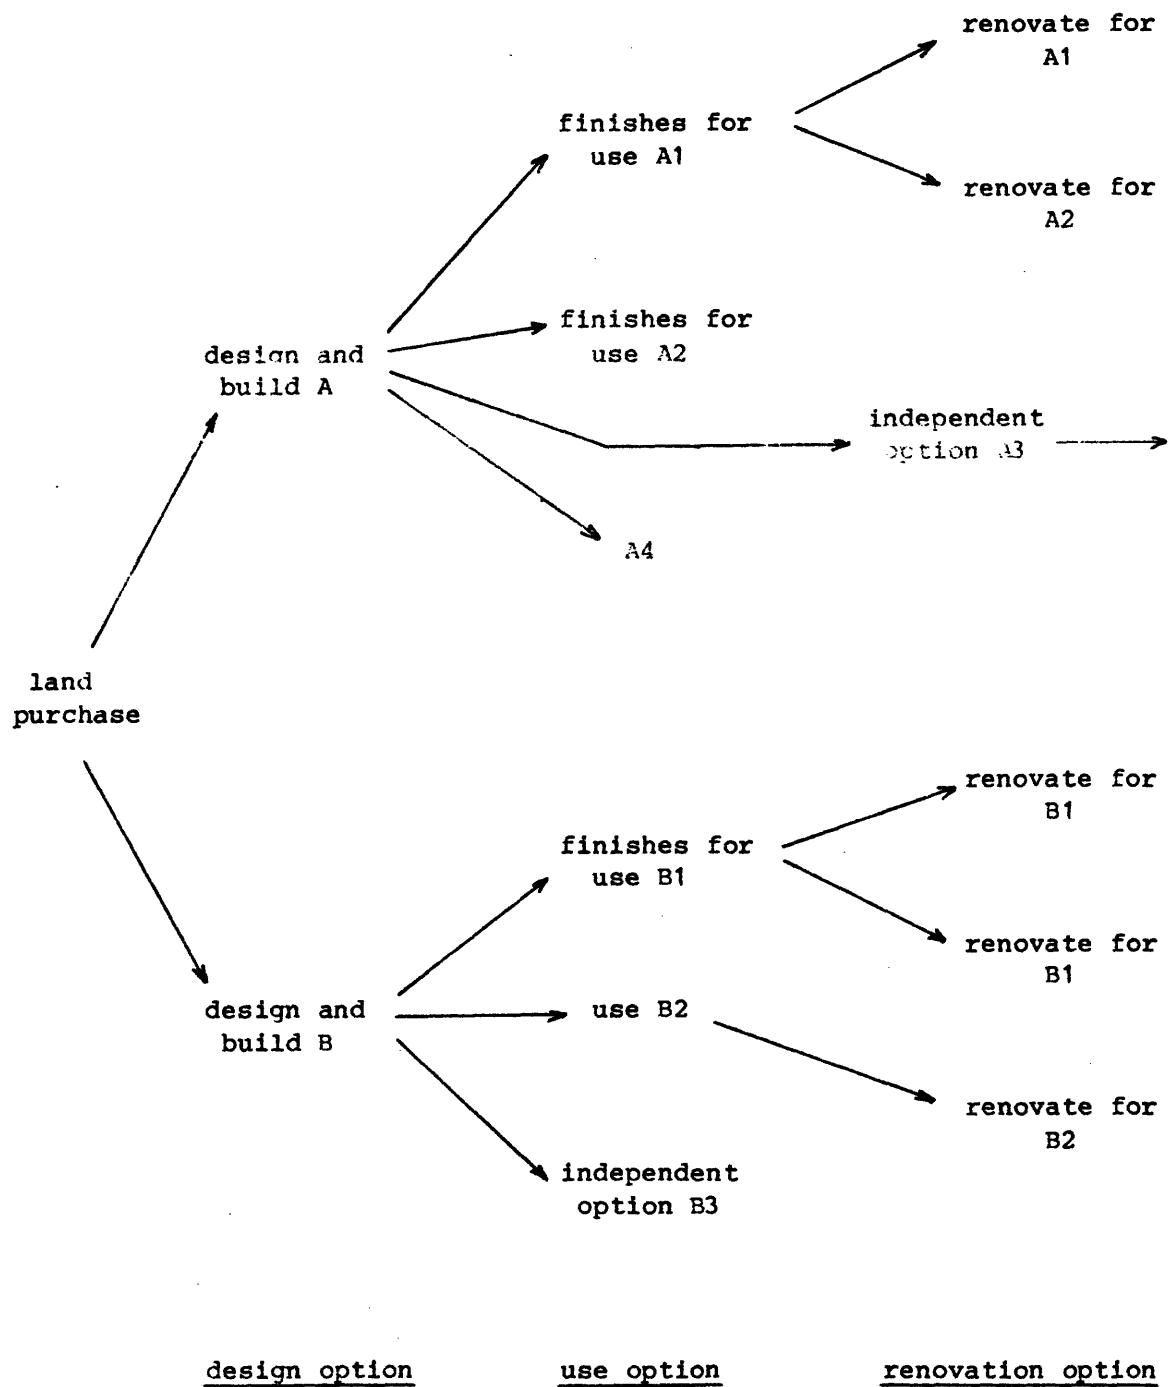 renovate for
A1
finishes for
use A1
renovate for
A2
finishes for
use A2
design and
build A
independent
option A3
A4
land
purchase
renovate for
B1
finishes for
use B1
renovate for
B1
design and
build B
use B2
renovate for
B2
independent
option B3
design option
use option
renovation option